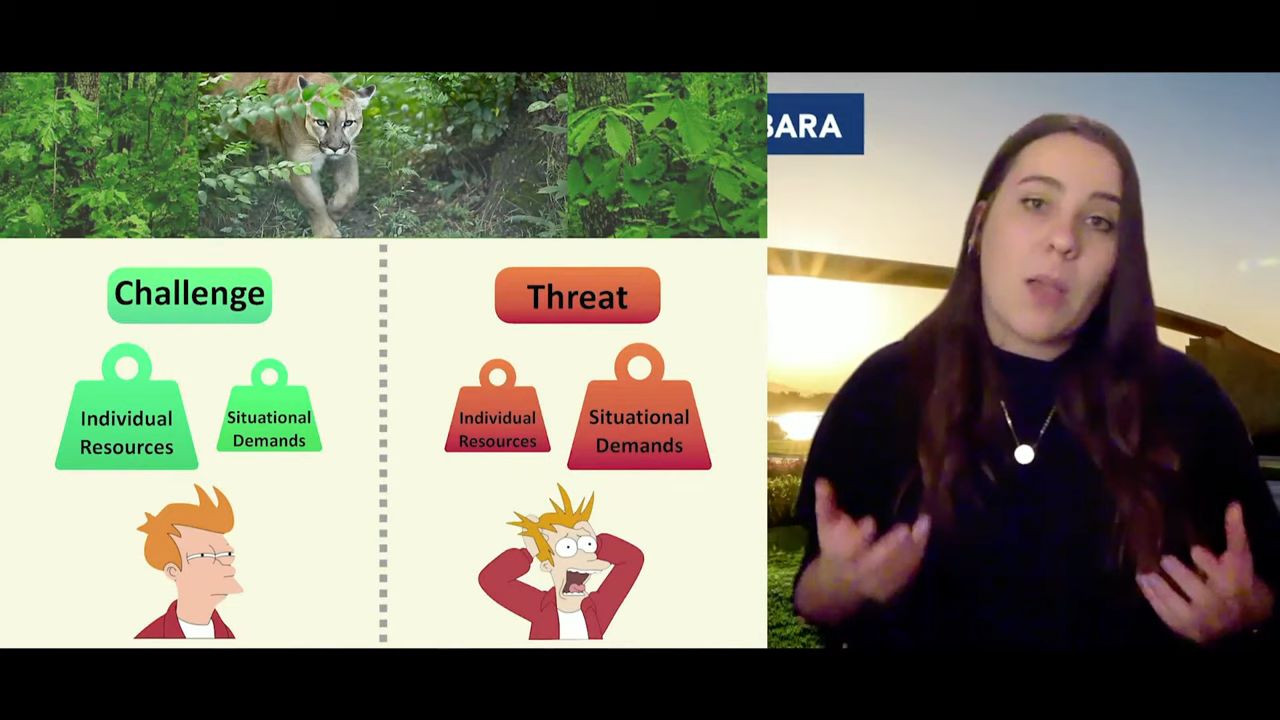 BARA
Challenge
Threat
Individual
Resources
Situational
Demands
Individual
Resources
Situational
Demands